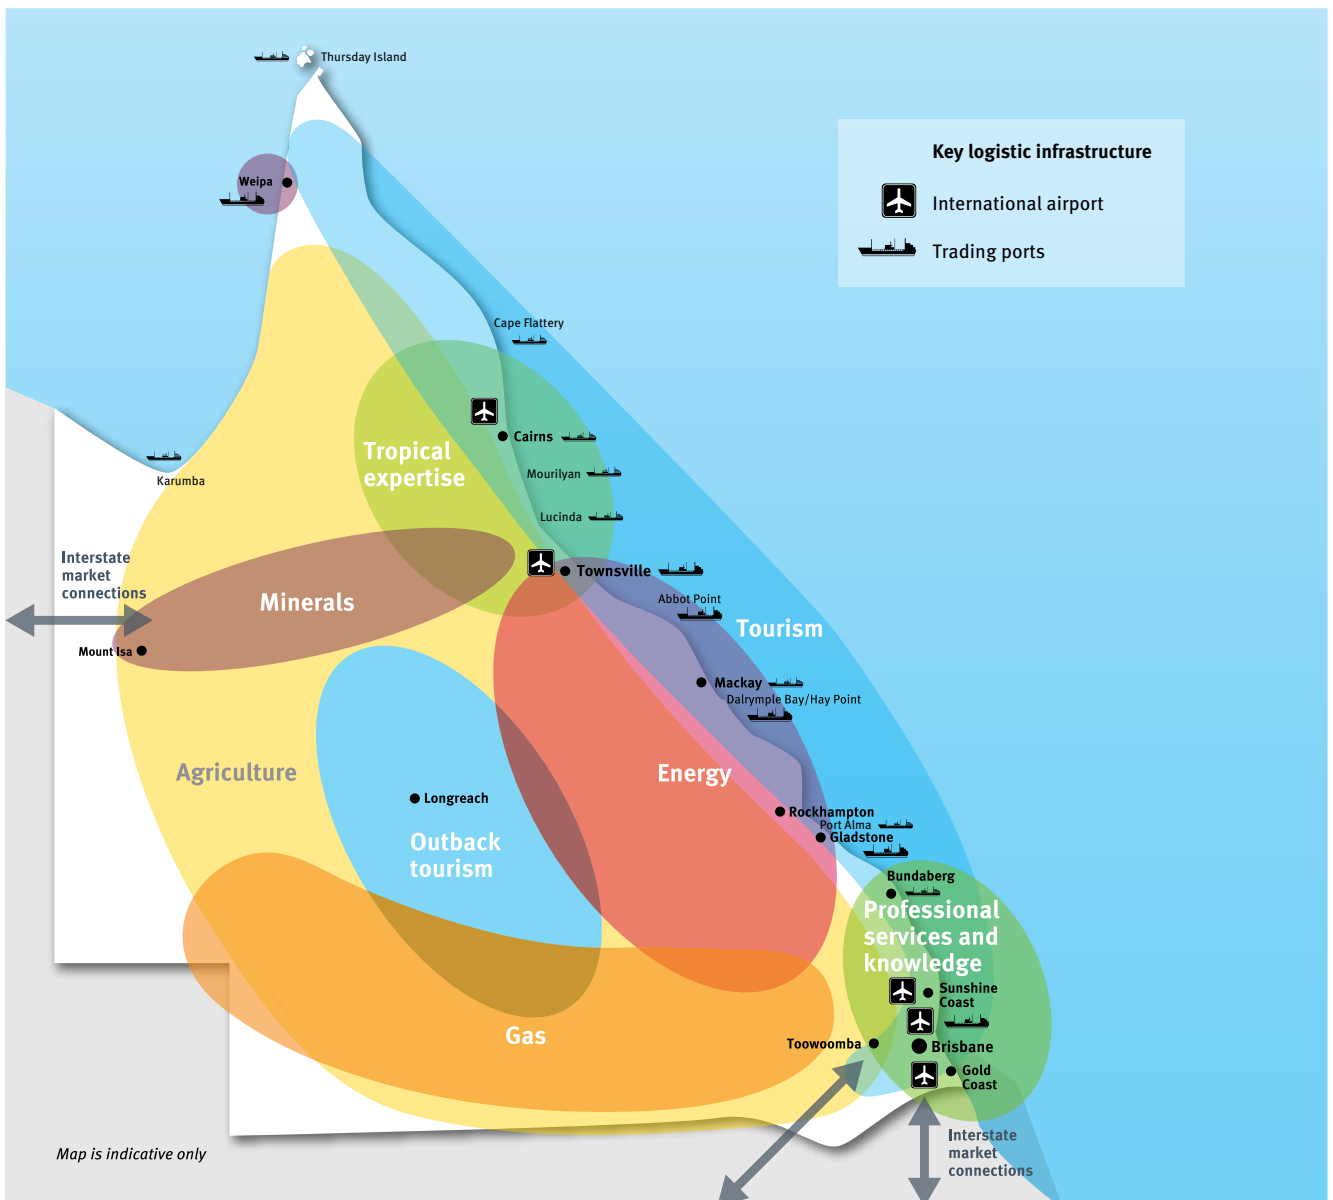 Thursday Island
Key logistic infrastructure
International airport
Trading ports
Weipa
Cape Flattery
Cairns
Tropical
expertise
Mourilyan
Karumba
Lucinda
Interstate
market
connections
Townsville
Minerals
Abbot Point
Tourism
Mount Isa
Mackay
Dalrymple Bay/Hay Point
Agriculture
Energy
Longreach
Rockhampton
Port Alma
Gladstone
Outback
tourism
Bundaberg
Professional
services and
knowledge
Sunshine
Coast
Gas
Toowoomba
Brisbane
Gold
Coast
Interstate
market
connections
Map is indicative only